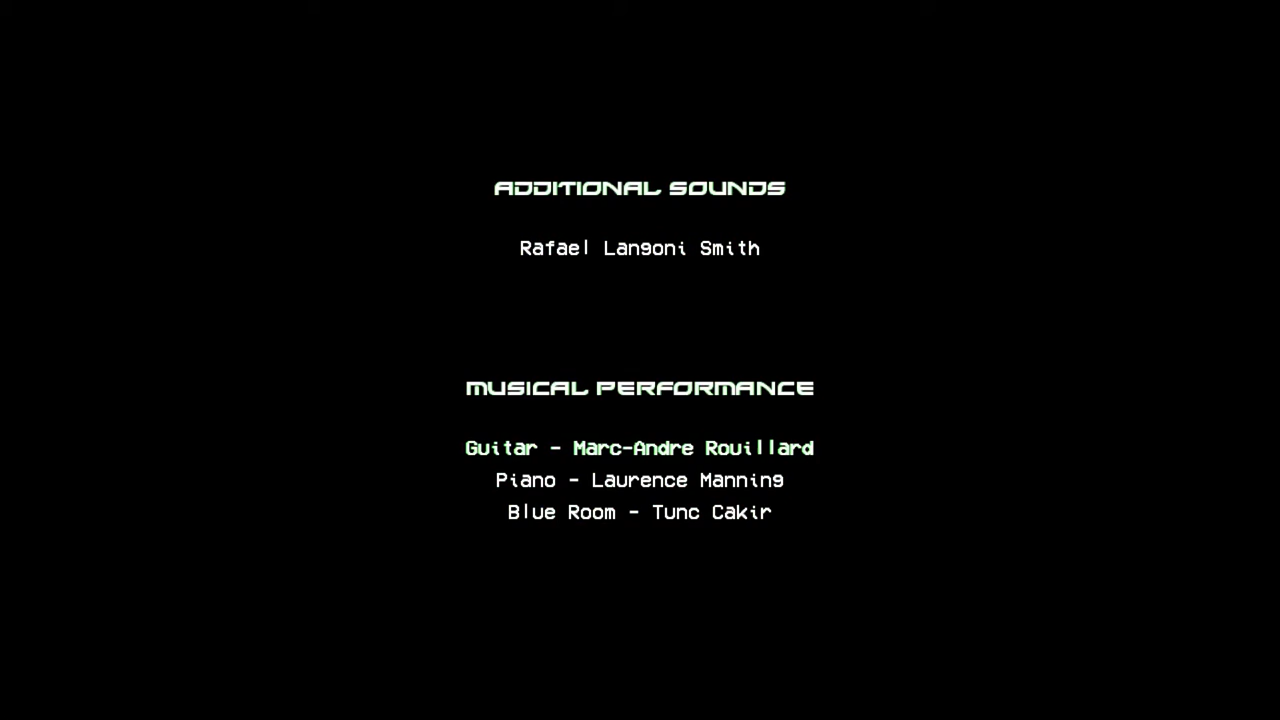 ADDITIONAL SOUNDS
Rafael Langoni Smith
MUSICAL PERFORMANCE
Guitar - Marc-Andre Rouillard
Piano - Laurence Manning
Blue Room - Tunc Cakir